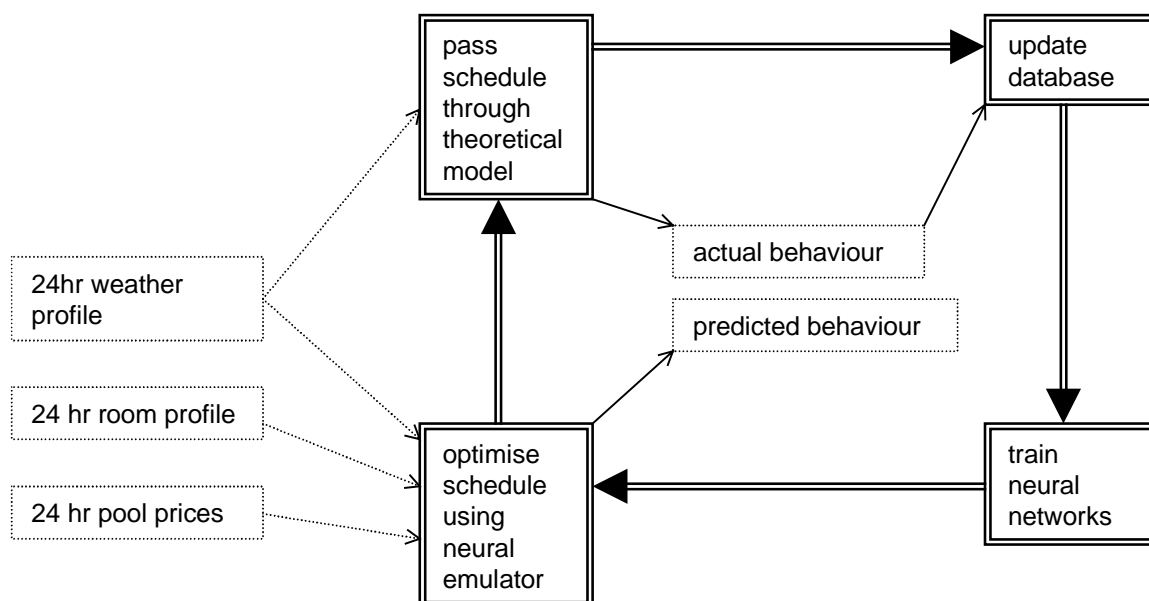 pass
schedule
through
theoretical
model
update
database
actual behaviour
24hr weather
profile
predicted behaviour
24 hr room profile
24 hr pool prices
optimise
schedule
using
neural
emulator
train
neural
networks